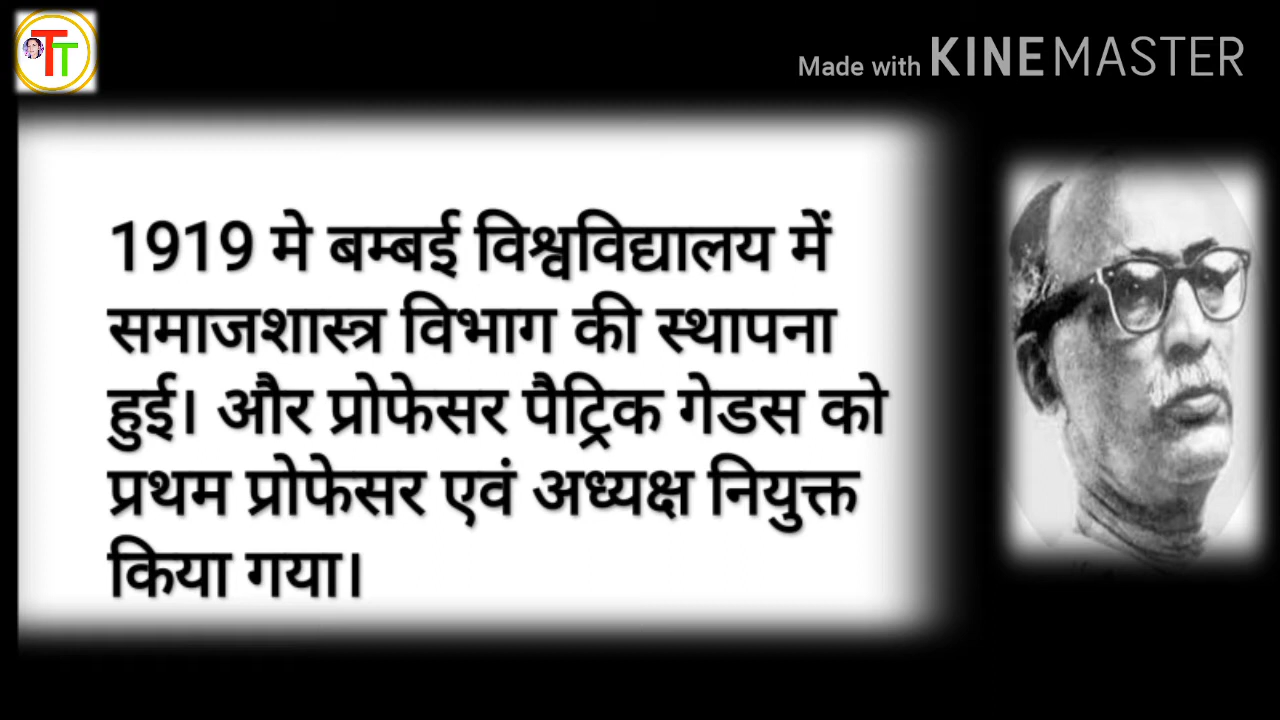 TT
Made with KINEMASTER
1919 मे बम्बई विश्वविद्यालय में
समाजशास्त्र विभाग की स्थापना
हुई। और प्रोफेसर पैट्रिक गेडस को
प्रथम प्रोफेसर एवं अध्यक्ष नियुक्त
किया गया।